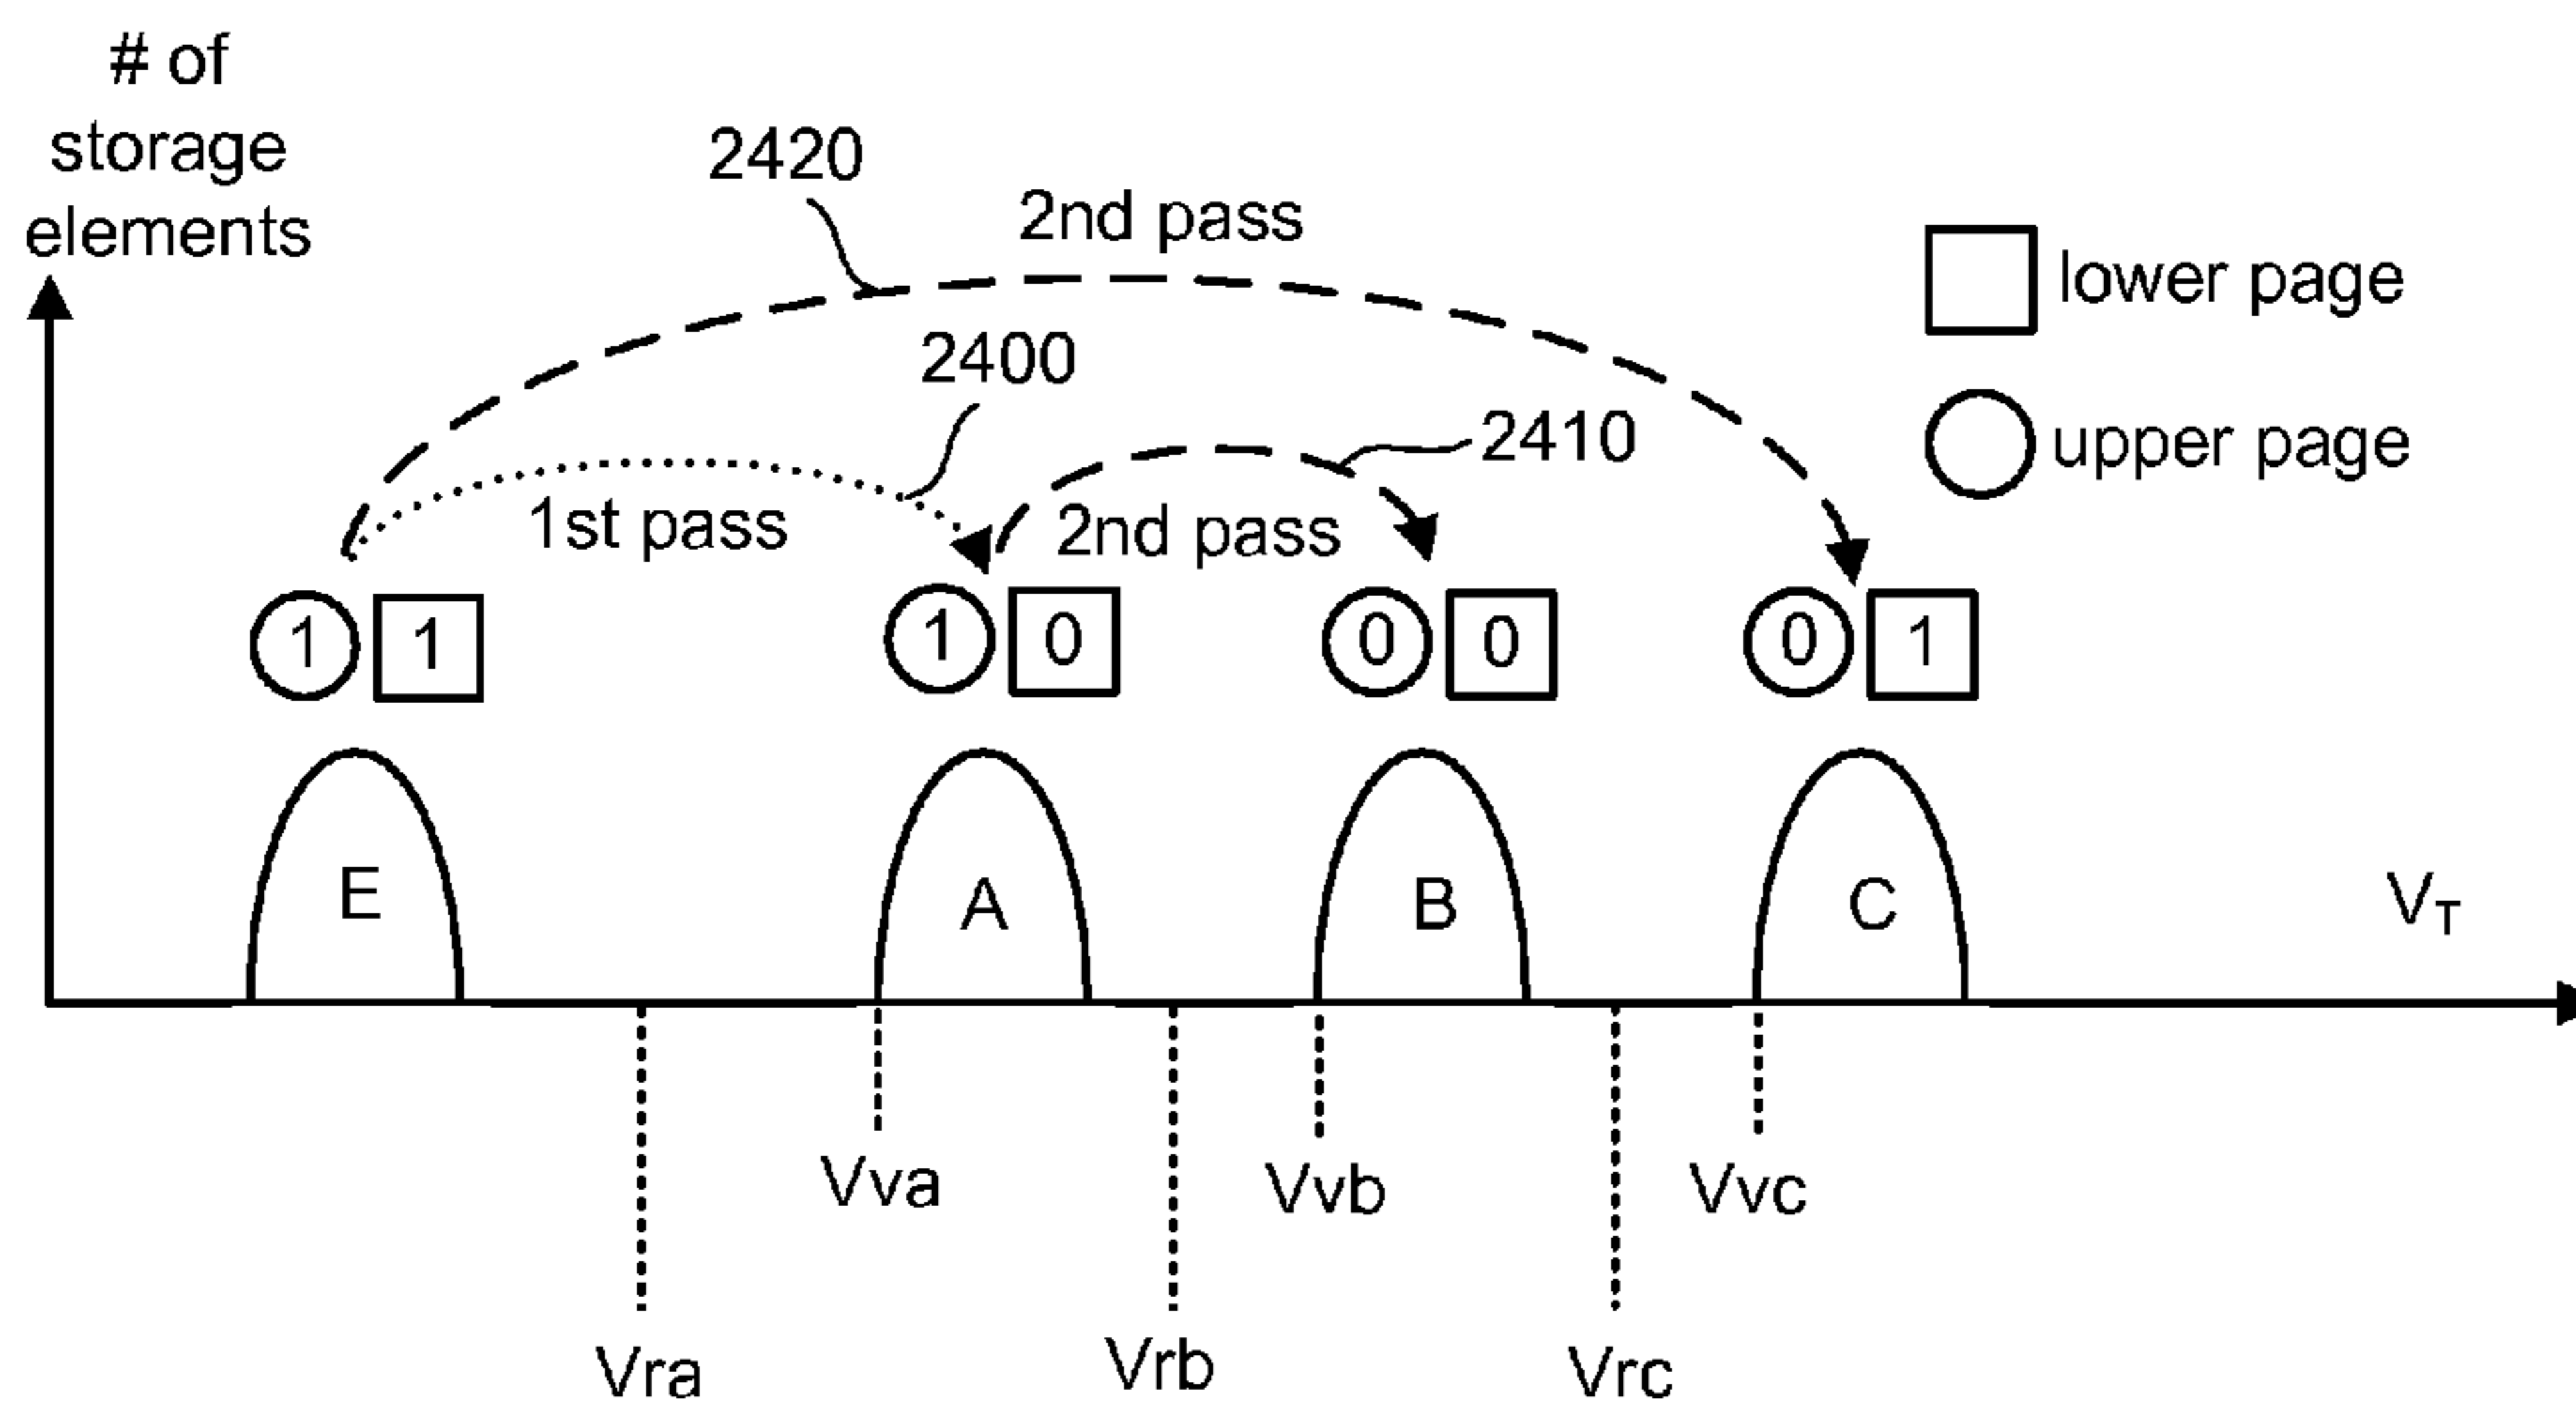 # of
storage
elements
2420
2nd pass
lower page
2400
2410
upper page
1st pass
2nd pass
1 1
1 0
0 0
0 1
E
A
B
C
VT
Vva
Vvb
Vvc
Vra
Vrb
Vrc